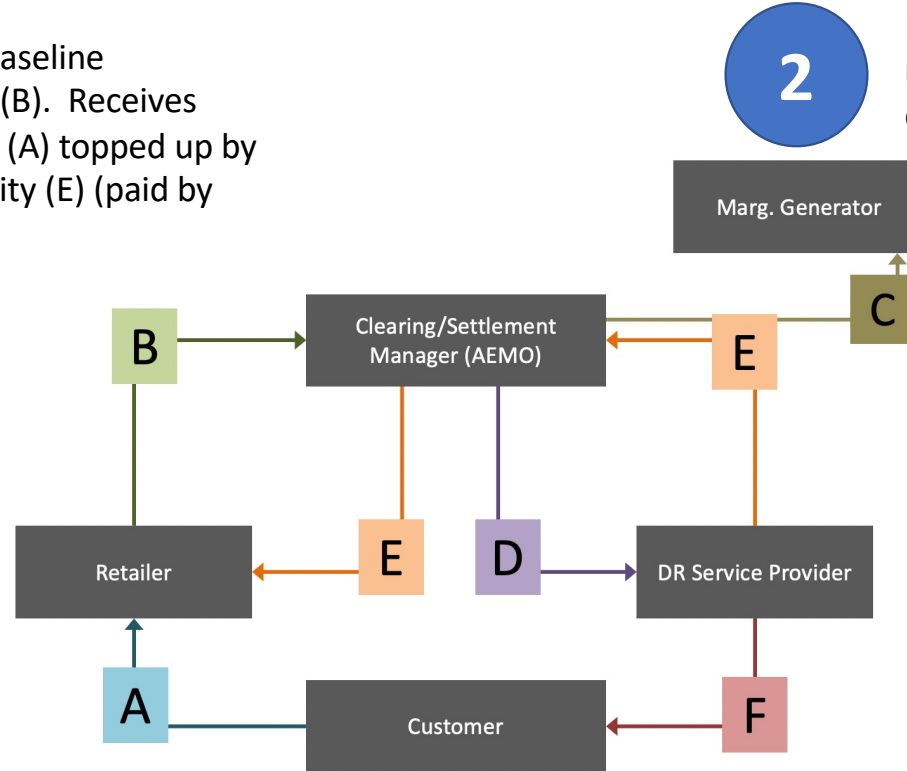 aseline
(B). Receives
(A) topped up by
ity (E) (paid by
2
Marg. Generator
C
B
Clearing/Settlement
Manager (AEMO)
E
Retailer
E
D
DR Service Provider
A
Customer
F